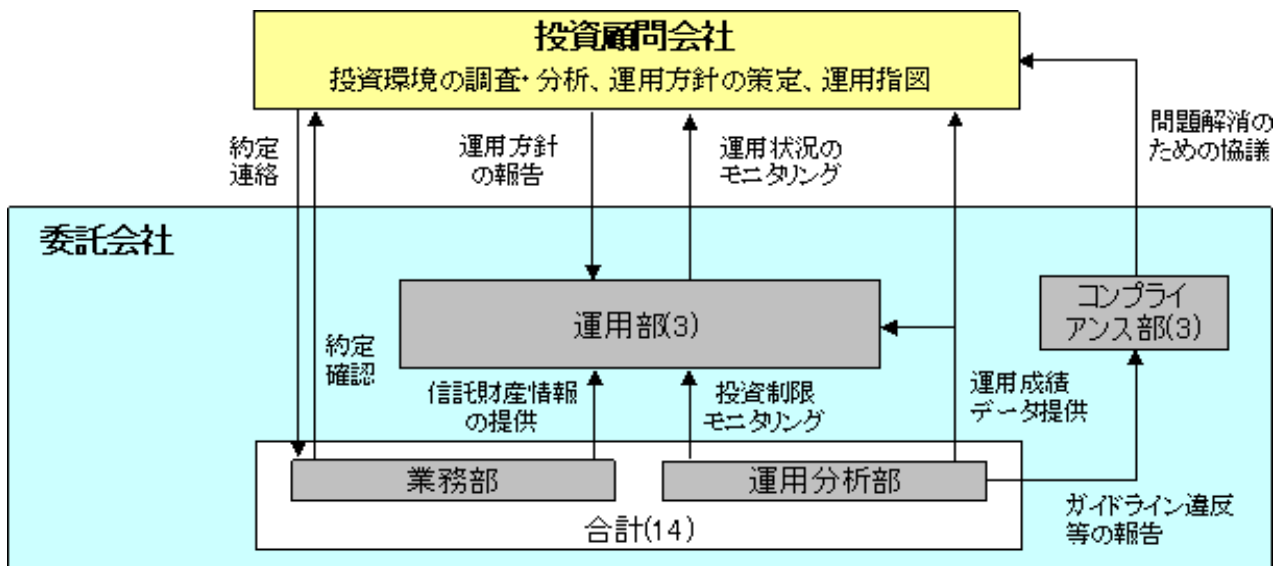 投資顧問会社
投資環境の調査・分析、運用方針の策定、運用指図
約定
連絡
運用方針
の報告
運用状況の
モニタリング
問題解消の
ための協議
委託会社
運用部(3)
コンプライ
アンス部(3)
約定
確認
信託財産情報
の提供
投資制限
モニタリング
運用成績
データ提供
業務部
運用分析部
合計(14)
ガイドライン違反
等の報告